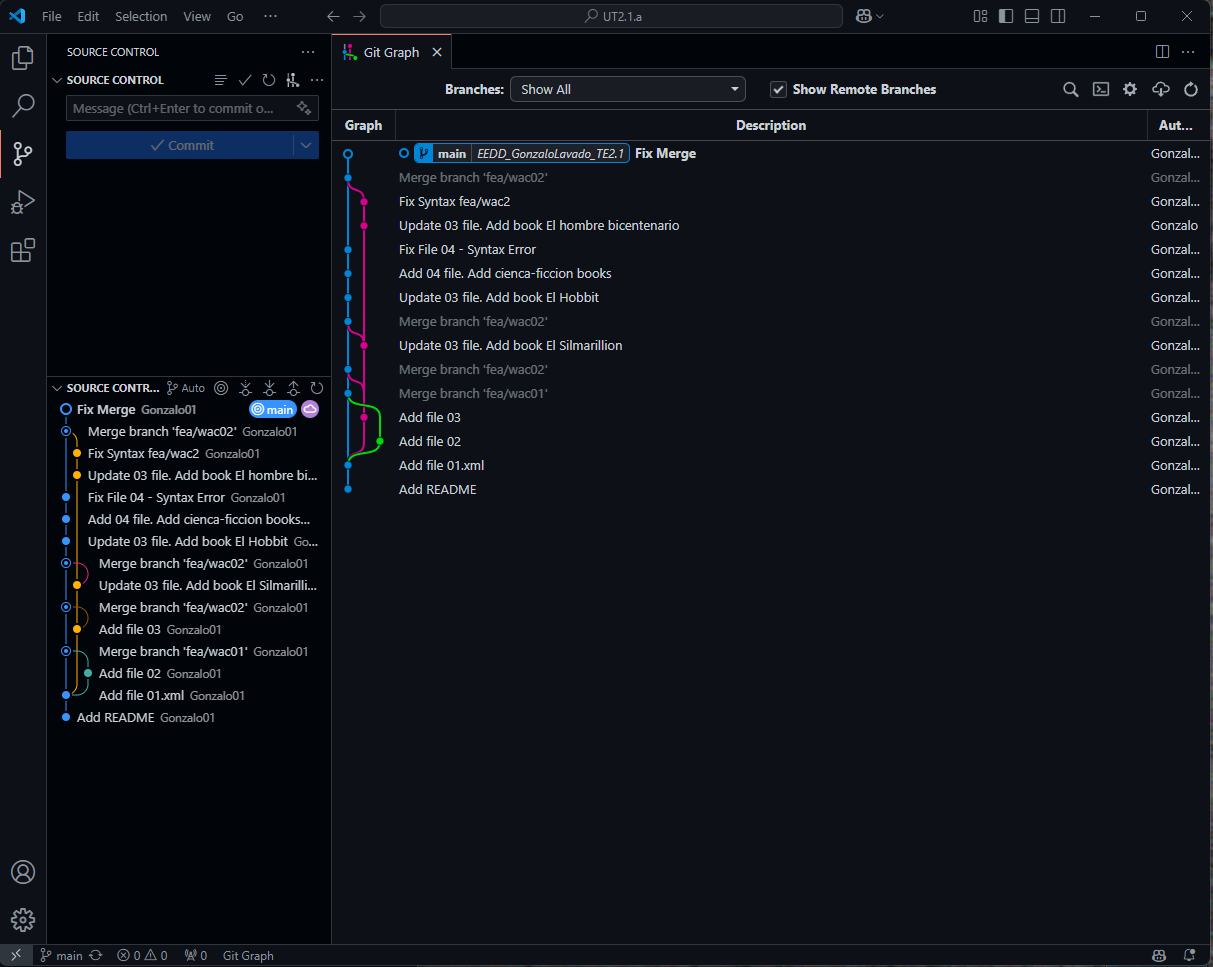 File Edit Selection View Go ··· UT2.1.a
SOURCE CONTROL
SOURCE CONTROL
Message (Ctrl+Enter to commit o...
Commit
SOURCE CONTR... Auto
Fix Merge Gonzalo01 main
Merge branch 'fea/wac02' Gonzalo01
Fix Syntax fea/wac2 Gonzalo01
Update 03 file. Add book El hombre bi...
Fix File 04 - Syntax Error Gonzalo01
Add 04 file. Add cienca-ficcion books...
Update 03 file. Add book El Hobbit Go...
Merge branch 'fea/wac02' Gonzalo01
Update 03 file. Add book El Silmarilli...
Merge branch 'fea/wac02' Gonzalo01
Add file 03 Gonzalo01
Merge branch 'fea/wac01' Gonzalo01
Add file 02 Gonzalo01
Add file 01.xml Gonzalo01
Add README Gonzalo01
Git Graph
Branches: Show All Show Remote Branches
Graph Description Aut...
main EEDD_GonzaloLavado_TE2.1 Fix Merge Gonzal...
Merge branch 'fea/wac02' Gonzal...
Fix Syntax fea/wac2 Gonzal...
Update 03 file. Add book El hombre bicentenario Gonzalo
Fix File 04 - Syntax Error Gonzal...
Add 04 file. Add cienca-ficcion books Gonzal...
Update 03 file. Add book El Hobbit Gonzal...
Merge branch 'fea/wac02' Gonzal...
Update 03 file. Add book El Silmarillion Gonzal...
Merge branch 'fea/wac02' Gonzal...
Merge branch 'fea/wac01' Gonzal...
Add file 03 Gonzal...
Add file 02 Gonzal...
Add file 01.xml Gonzal...
Add README Gonzal...
main 0 0 0 Git Graph